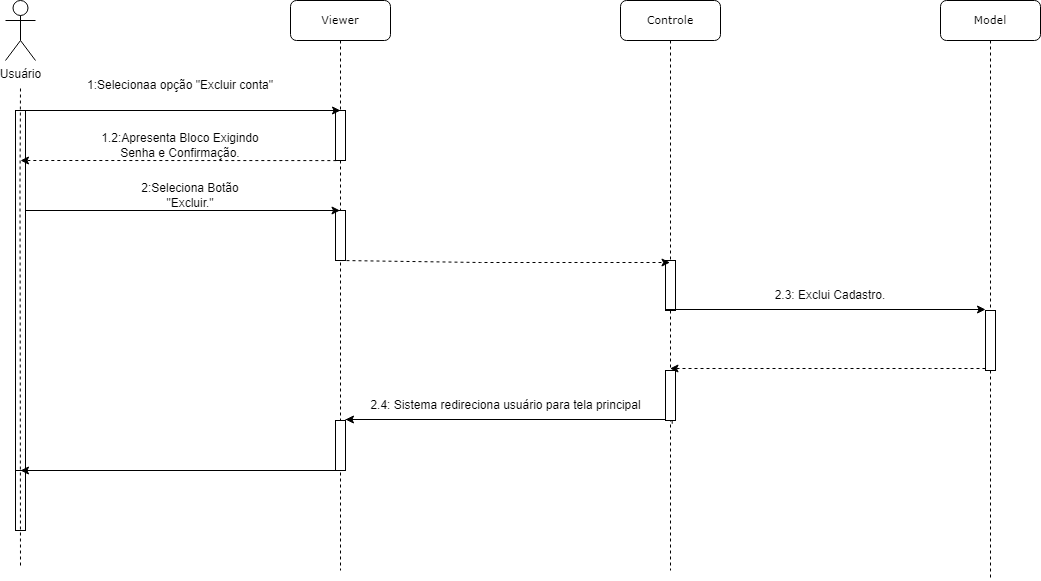 Viewer
Controle
Model
Usuário
1:Selecionaa opção "Excluir conta"
1.2:Apresenta Bloco Exigindo
Senha e Confirmação.
2:Seleciona Botão
"Excluir."
2.3: Exclui Cadastro.
2.4: Sistema redireciona usuário para tela principal